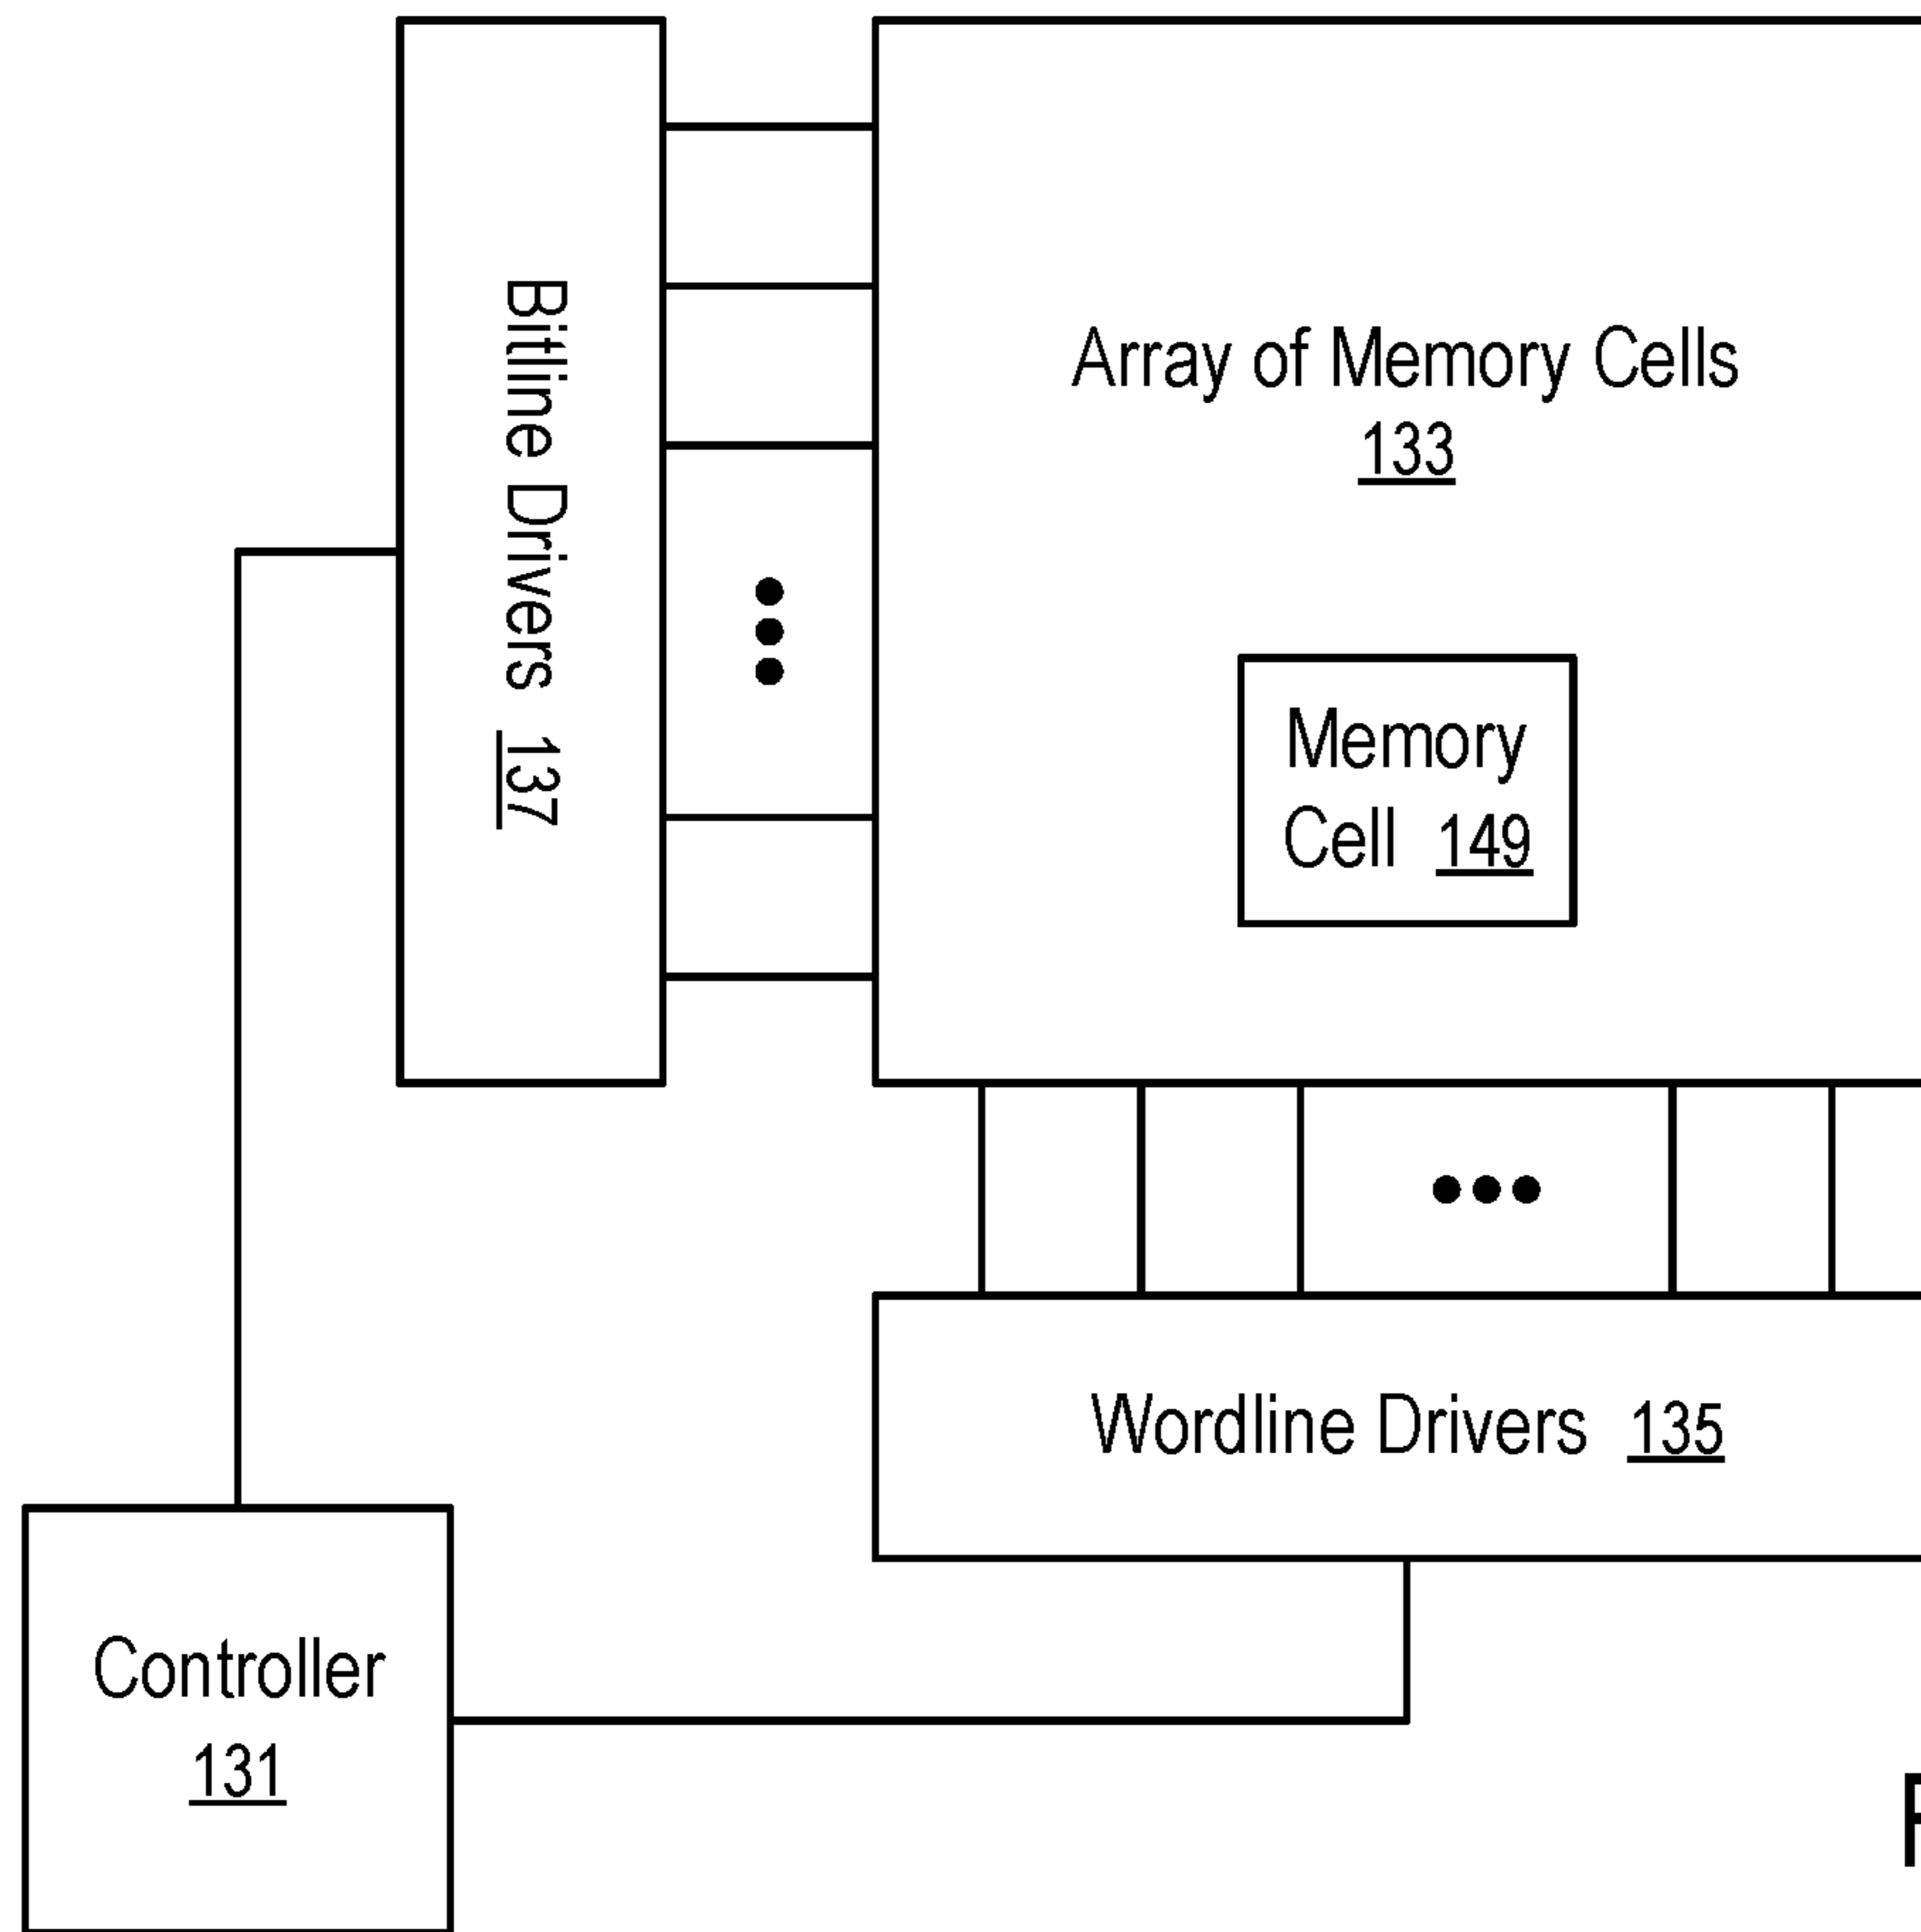 Bitline Drivers 137
Array of Memory Cells
133
Memory
Cell 149
Wordline Drivers 135
Controller
131